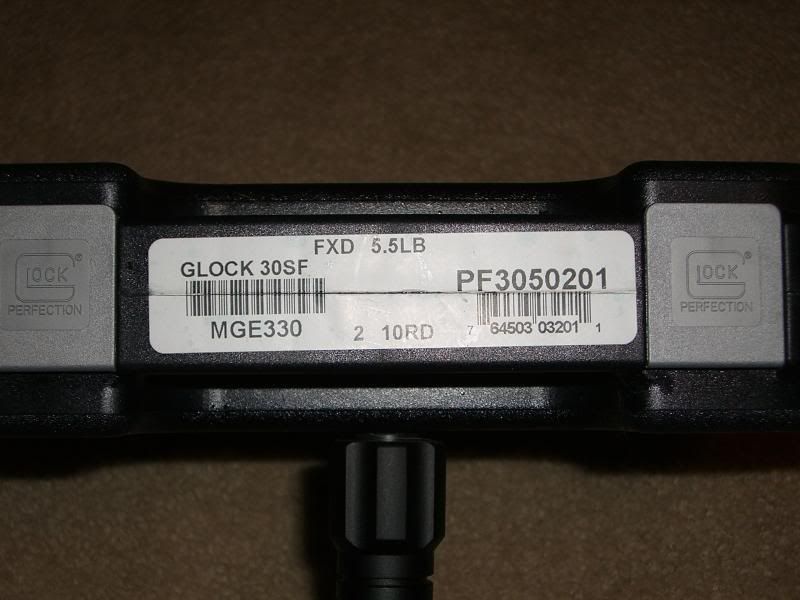 FXD 5.5LB
GLOCK 30SF
PF3050201
MGE330
2 10RD
7 64503 03201 1
GLOCK ®
PERFECTION
GLOCK ®
PERFECTION